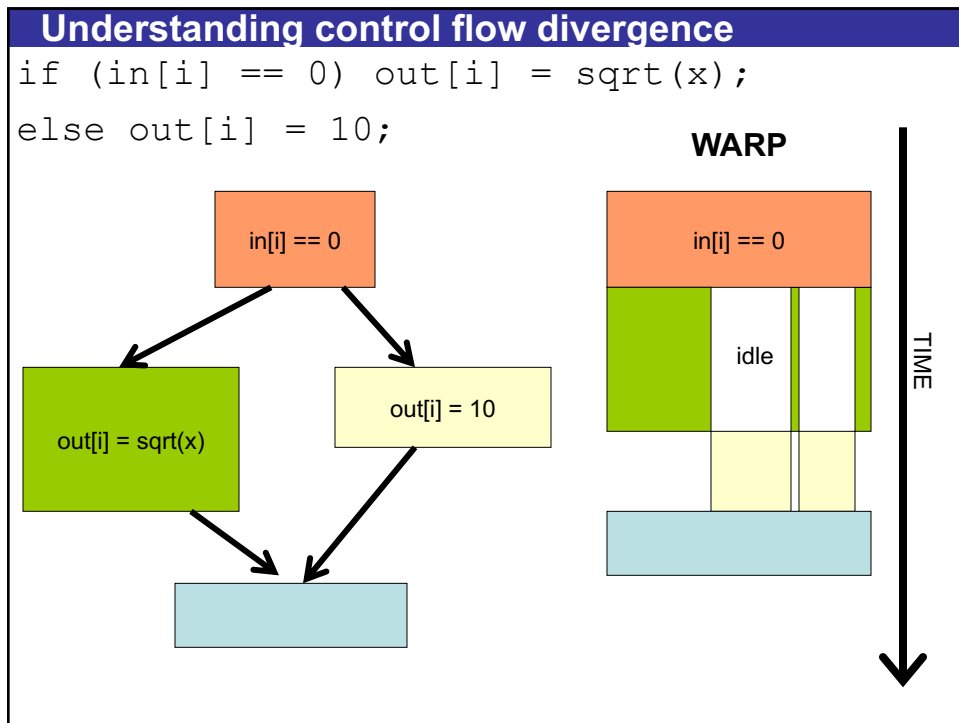 Understanding control flow divergence
if (in[i] == 0) out[i] = sqrt(x);
else out[i] = 10;
WARP
in[i] == 0
in[i] == 0
idle
TIME
out[i] = 10
out[i] = sqrt(x)